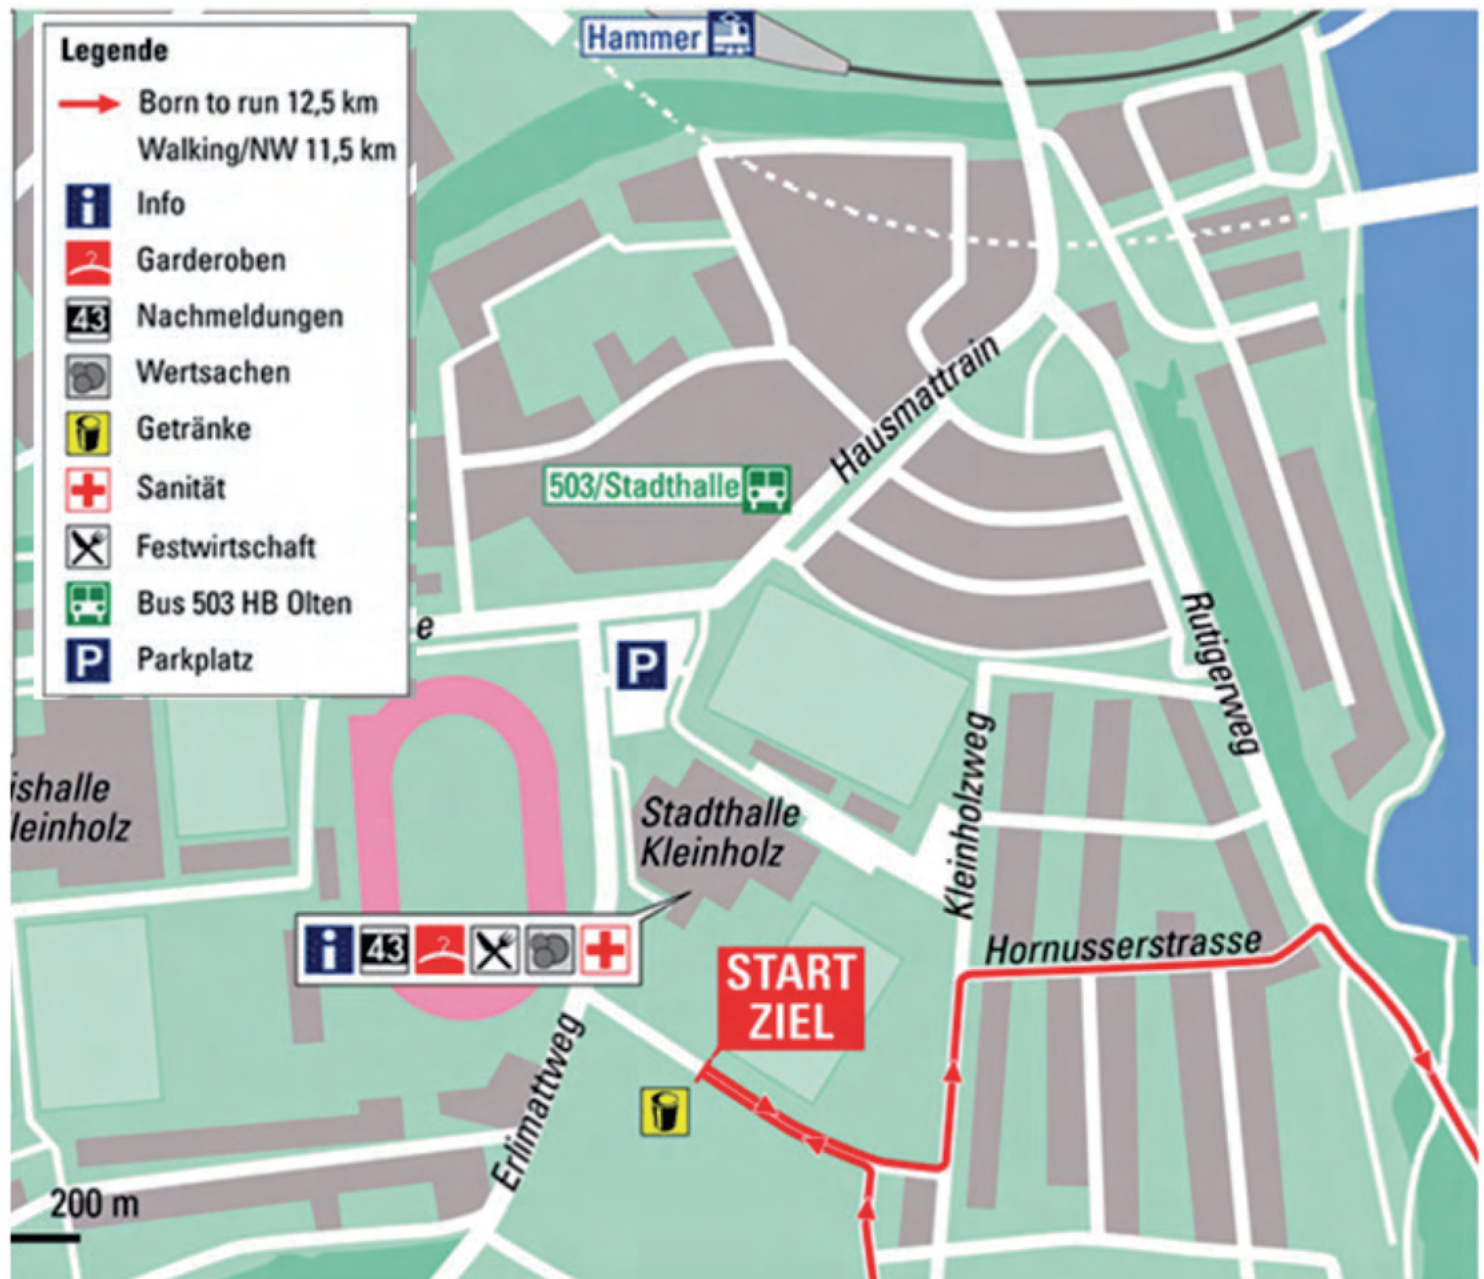 Legende
Born to run 12,5 km
Walking/NW 11,5 km
Info
Garderoben
43
Nachmeldungen
Wertsachen
Getränke
Sanität
Festwirtschaft
Bus 503 HB Olten
P
Parkplatz
Hammer
Hausmattrain
503/Stadthalle
e
P
Rutigerweg
ishalle
leinholz
Stadthalle
Kleinholz
Kleinholzweg
43
Hornusserstrasse
START
ZIEL
Erlimattweg
200 m